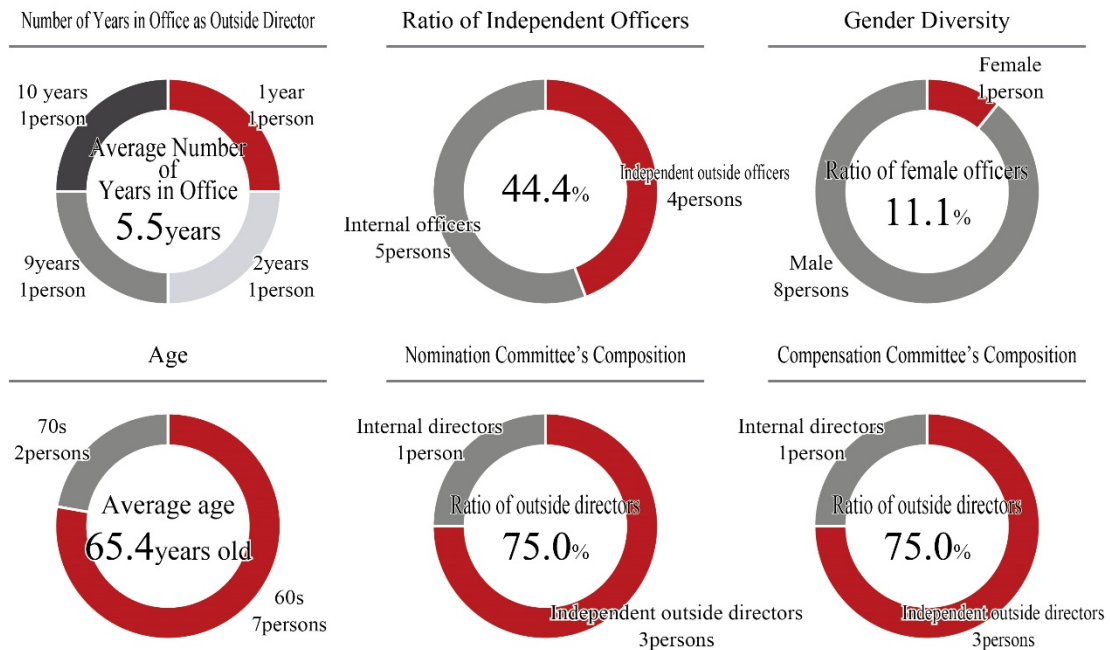 Number of Years in Office as Outside Director
10 years
1person
1year
1person
Average Number
of
Years in Office
5.5years
9years
1person
2years
1person
Ratio of Independent Officers
44.4%
Independent outside officers
4persons
Internal officers
5persons
Gender Diversity
Female
1person
Ratio of female officers
11.1%
Male
8persons
Age
70s
2persons
Average age
65.4years old
60s
7persons
Nomination Committee's Composition
Internal directors
1person
Ratio of outside directors
75.0%
Independent outside directors
3persons
Compensation Committee's Composition
Internal directors
1person
Ratio of outside directors
75.0%
Independent outside directors
3persons